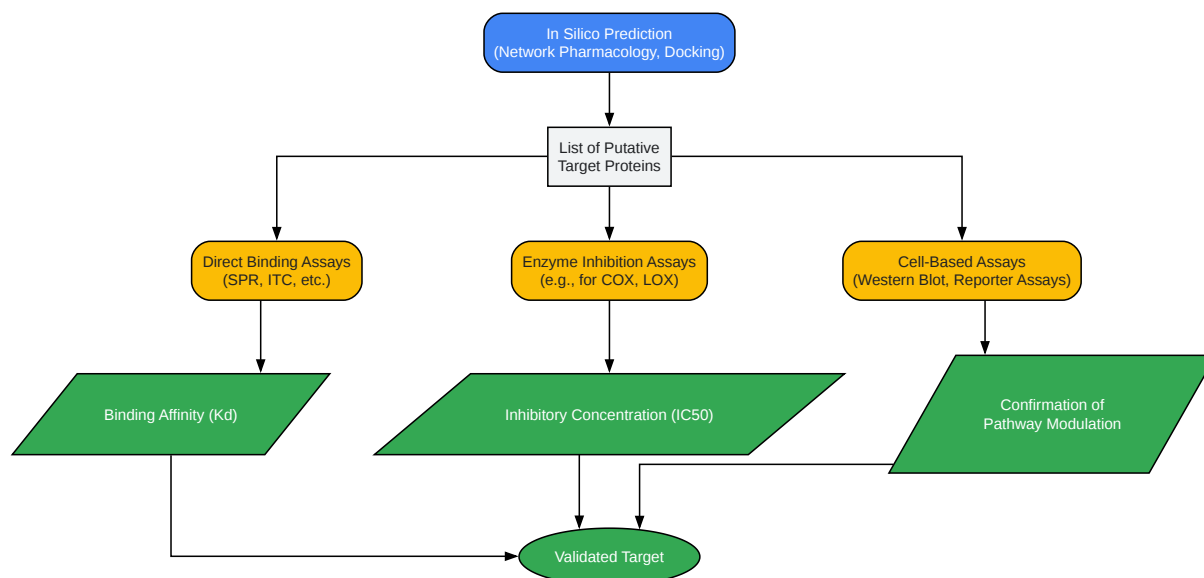 In Silico Prediction
(Network Pharmacology, Docking)
List of Putative
Target Proteins
Direct Binding Assays
(SPR, ITC, etc.)
Enzyme Inhibition Assays
(e.g., for COX, LOX)
Cell-Based Assays
(Western Blot, Reporter Assays)
Binding Affinity (Kd)
Inhibitory Concentration (IC50)
Confirmation of
Pathway Modulation
Validated Target